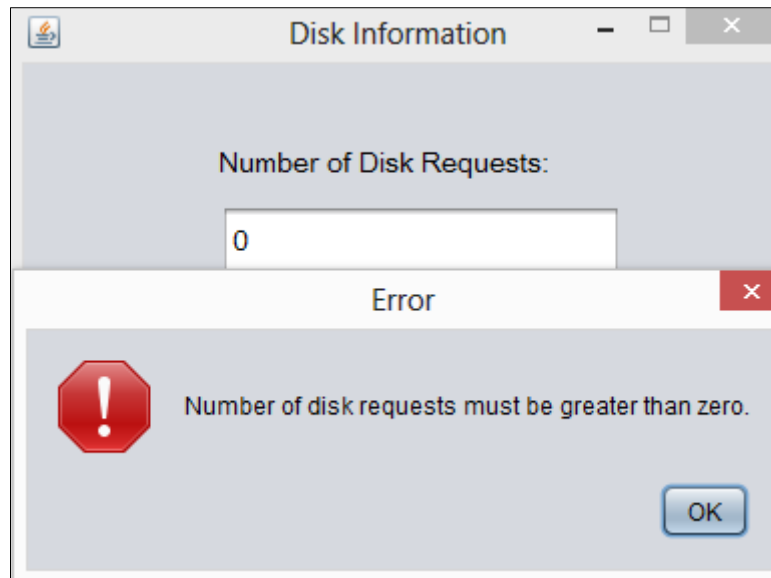 Disk Information
Number of Disk Requests:
0
Error
Number of disk requests must be greater than zero.
OK